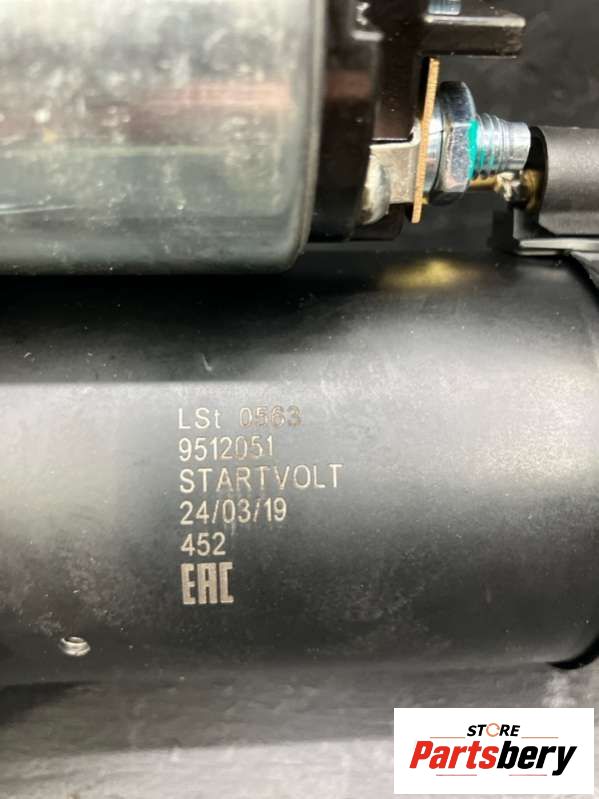 LSt 0563
9512051
STARTVOLT
24/03/19
452
EAC
STORE
Partsbery